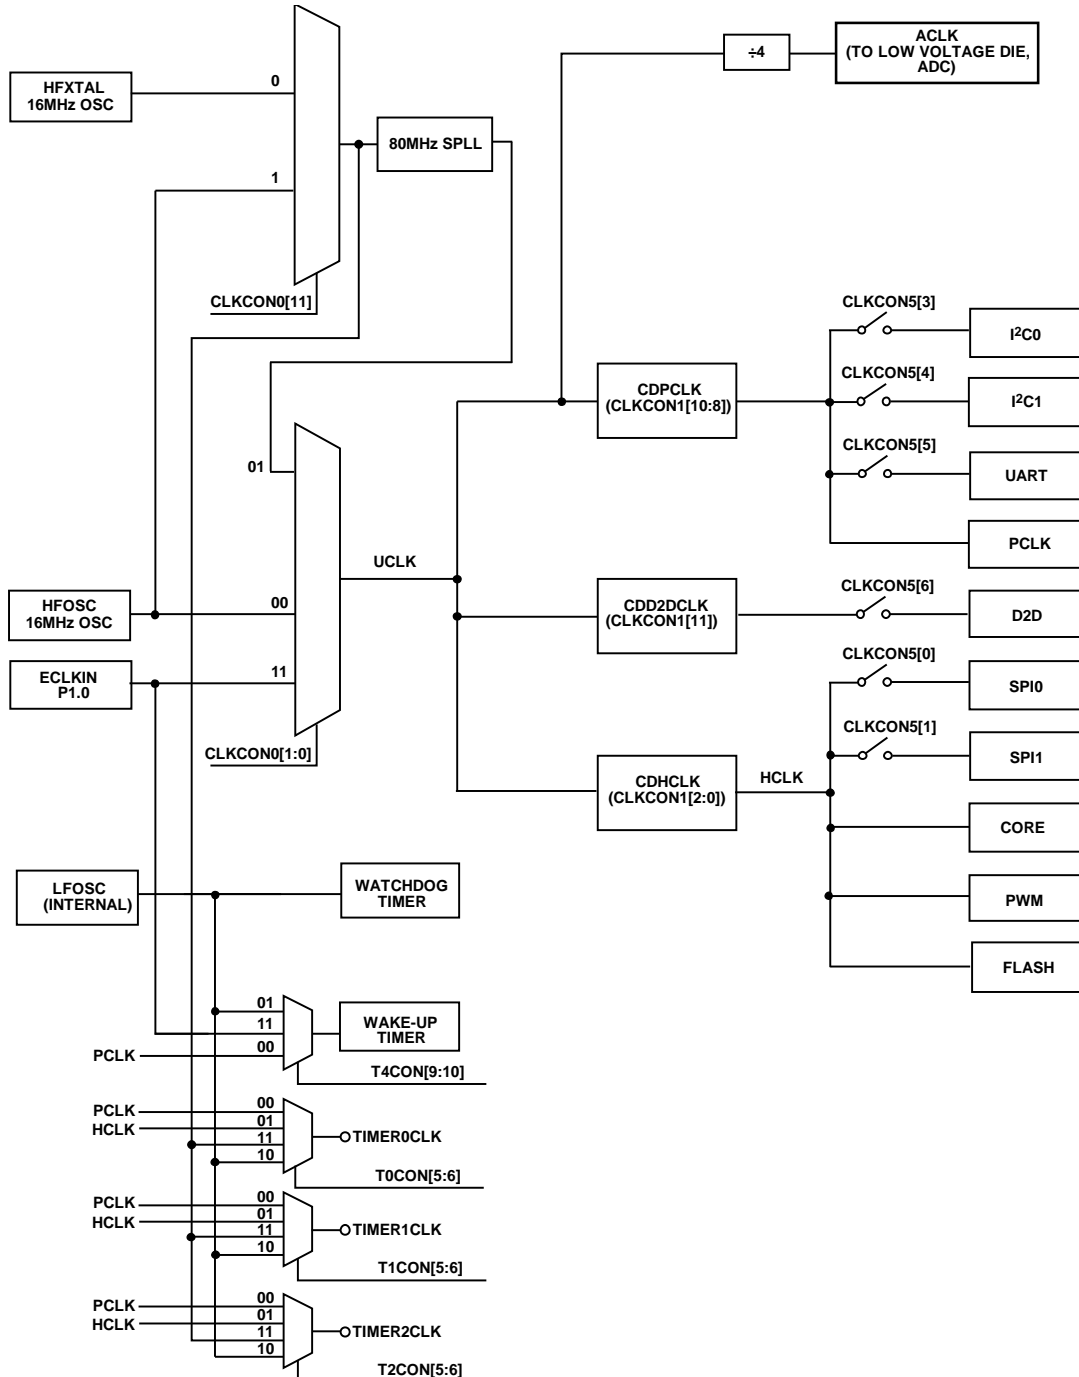 ÷4
ACLK
(TO LOW VOLTAGE DIE,
ADC)
HFXTAL
16MHz OSC
0
80MHz SPLL
1
CLKCON0[11]
CLKCON5[3]
I²C0
CDPCLK
(CLKCON1[10:8])
CLKCON5[4]
I²C1
01
CLKCON5[5]
UART
PCLK
UCLK
HFOSC
16MHz OSC
00
CDD2DCLK
(CLKCON1[11])
CLKCON5[6]
D2D
ECLKIN
P1.0
11
CLKCON5[0]
SPI0
CLKCON0[1:0]
CLKCON5[1]
SPI1
CDHCLK
(CLKCON1[2:0])
HCLK
CORE
LFOSC
(INTERNAL)
WATCHDOG
TIMER
PWM
FLASH
01
11
00
PCLK
WAKE-UP
TIMER
T4CON[9:10]
PCLK
HCLK
00
01
11
10
TIMER0CLK
T0CON[5:6]
PCLK
HCLK
00
01
11
10
TIMER1CLK
T1CON[5:6]
PCLK
HCLK
00
01
11
10
TIMER2CLK
T2CON[5:6]